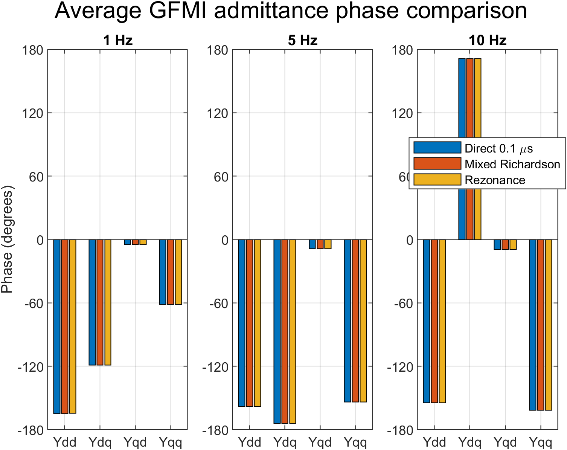 Average GFMI admittance phase comparison
1 Hz
5 Hz
10 Hz
Phase (degrees)
180
120
60
0
-60
-120
-180
Ydd Ydq Yqd Yqq
180
120
60
0
-60
-120
-180
Ydd Ydq Yqd Yqq
180
120
60
0
-60
-120
-180
Ydd Ydq Yqd Yqq
Direct 0.1 μs
Mixed Richardson
Rezonance